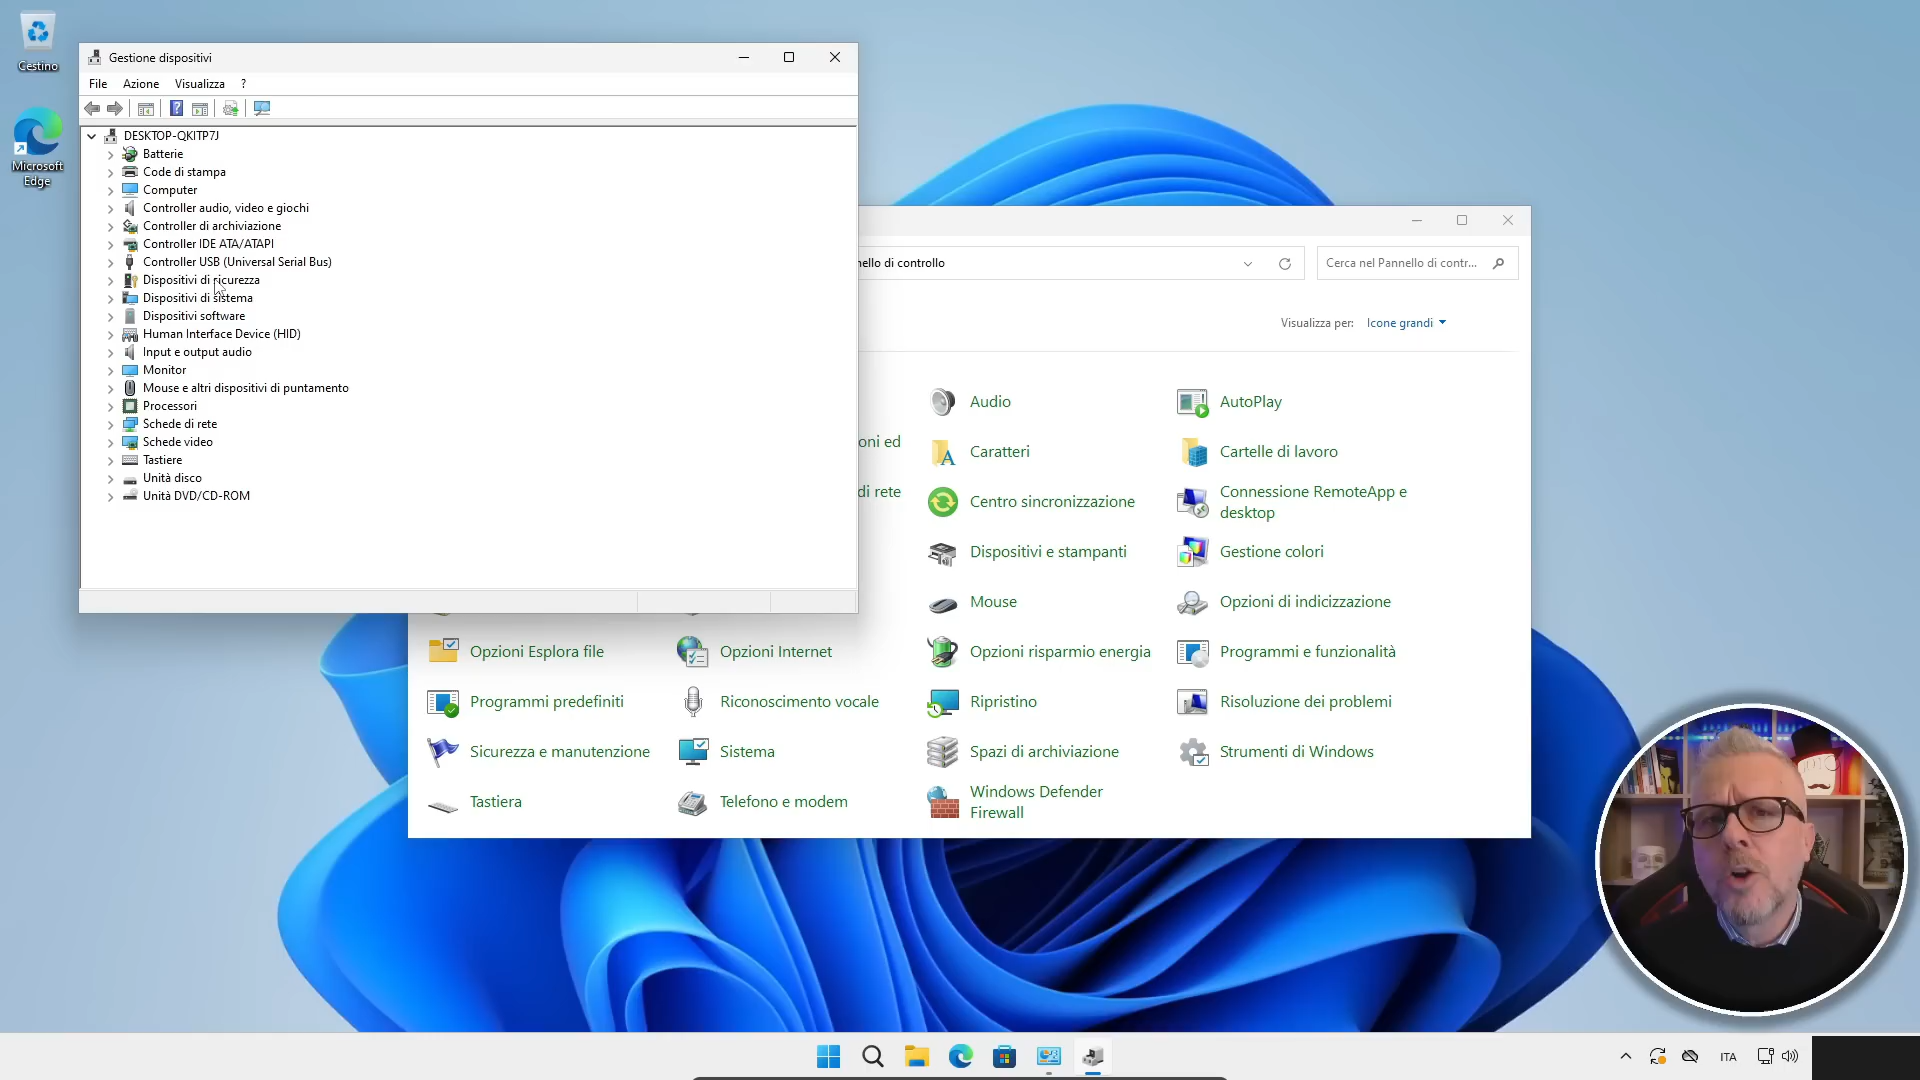 Cestino
Microsoft
Edge
Gestione dispositivi
File
Azione
Visualizza
?
DESKTOP-QKITP7J
Batterie
Code di stampa
Computer
Controller audio, video e giochi
Controller di archiviazione
Controller IDE ATA/ATAPI
Controller USB (Universal Serial Bus)
Dispositivi di sicurezza
Dispositivi di sistema
Dispositivi software
Human Interface Device (HID)
Input e output audio
Monitor
Mouse e altri dispositivi di puntamento
Processori
Schede di rete
Schede video
Tastiere
Unità disco
Unità DVD/CD-ROM
nello di controllo
Cerca nel Pannello di contr...
Visualizza per:
Icone grandi
oni ed
di rete
Audio
AutoPlay
Caratteri
Cartelle di lavoro
Centro sincronizzazione
Connessione RemoteApp e
desktop
Dispositivi e stampanti
Gestione colori
Mouse
Opzioni di indicizzazione
Opzioni Esplora file
Opzioni Internet
Opzioni risparmio energia
Programmi e funzionalità
Programmi predefiniti
Riconoscimento vocale
Ripristino
Risoluzione dei problemi
Sicurezza e manutenzione
Sistema
Spazi di archiviazione
Strumenti di Windows
Tastiera
Telefono e modem
Windows Defender
Firewall
ITA